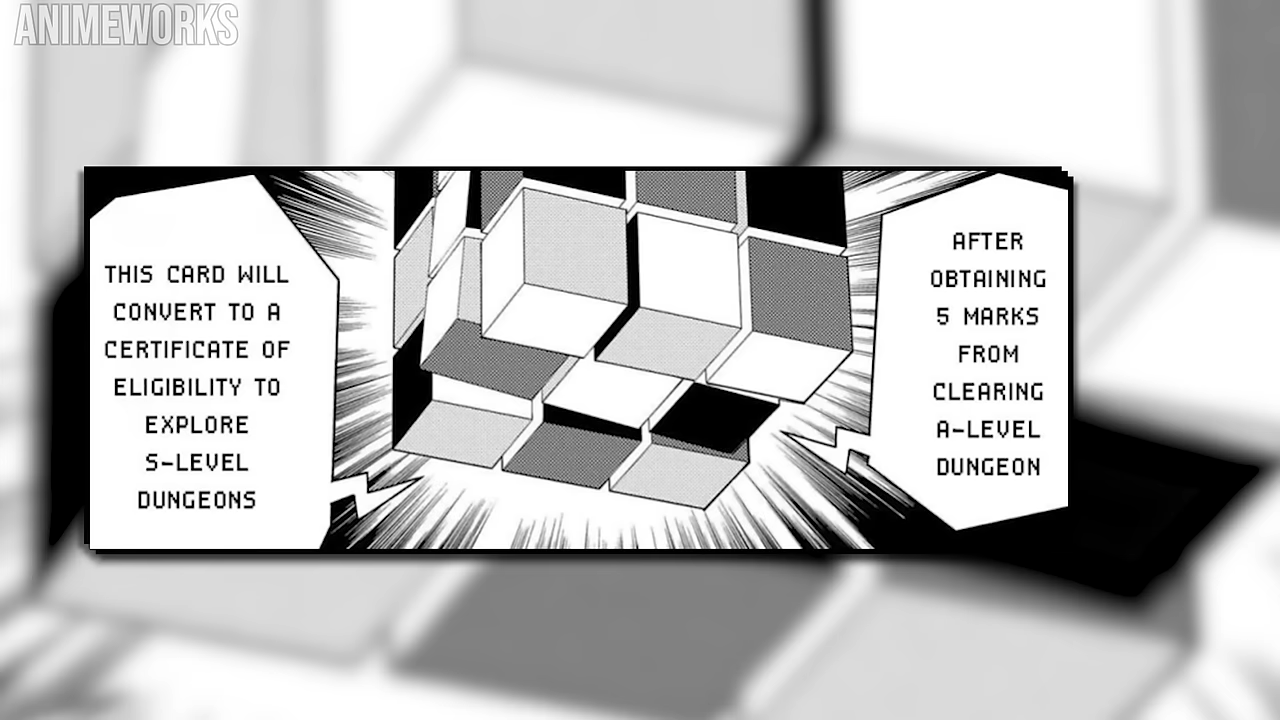 ANIMEWORKS
AFTER
OBTAINING
5 MARKS
FROM
CLEARING
A-LEVEL
DUNGEON
THIS CARD WILL
CONVERT TO A
CERTIFICATE OF
ELIGIBILITY TO
EXPLORE
S-LEVEL
DUNGEONS